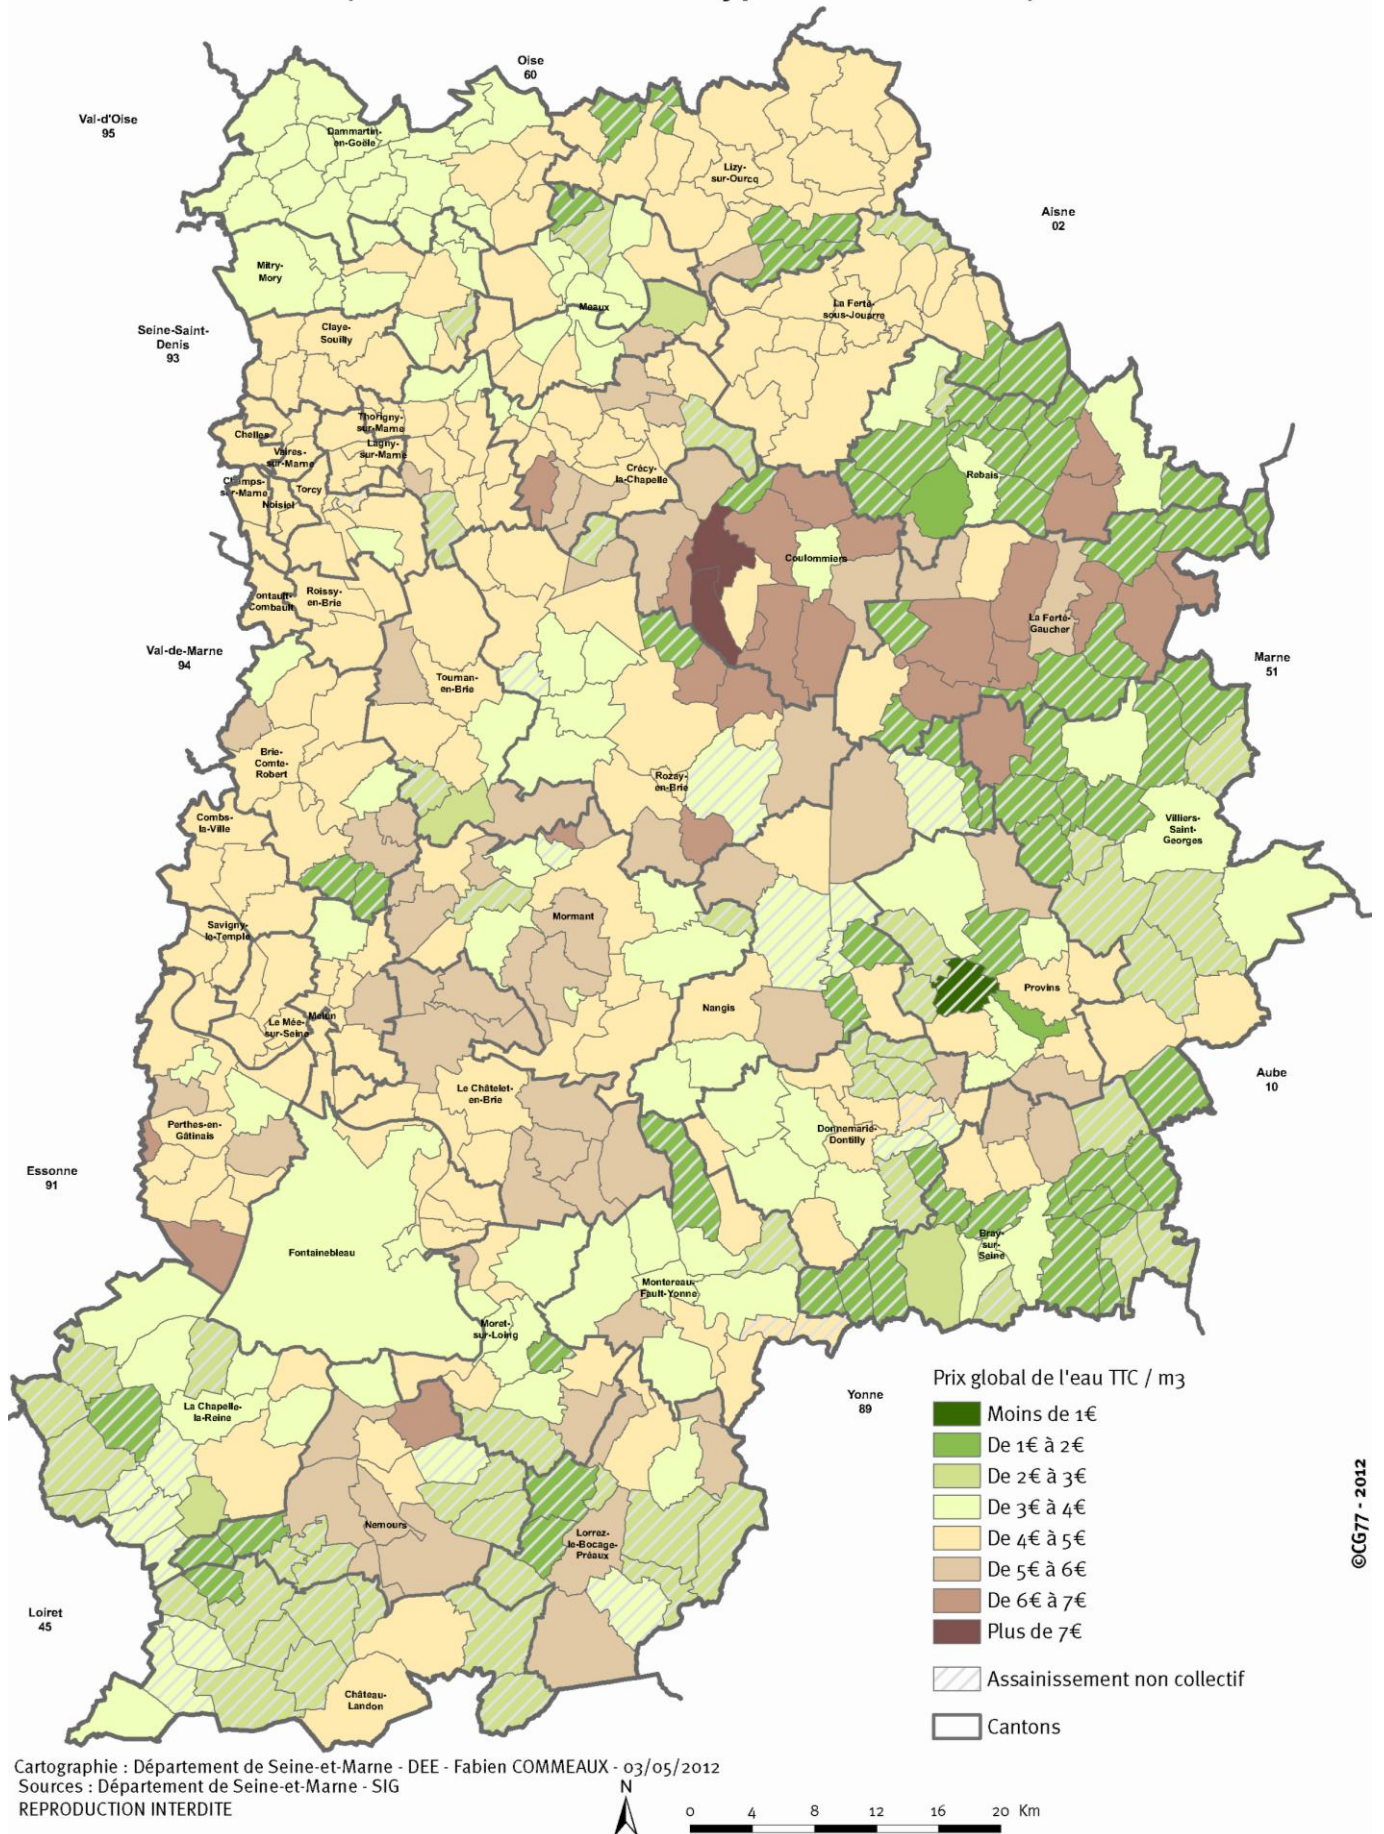 Oise
60
Val-d'Oise
95
Dammartin-
en-Goële
Lizy-
sur-Ourcq
Aisne
02
Mitry-
Mory
Meaux
La Ferté-
sous-Jouarre
Seine-Saint-
Denis
93
Claye-
Souilly
Thorigny-
sur-Marne
Chelles
Lagny-
sur-Marne
Vaires-
sur-Marne
Crécy-
la-Chapelle
Rebais
Champs-
sur-Marne
Torcy
Noisiel
Coulommiers
Roissy-
en-Brie
ontault-
Combault
La Ferté-
Gaucher
Val-de-Marne
94
Marne
51
Tournan-
en-Brie
Brie-
Comte-
Robert
Rozay-
en-Brie
Combs-
la-Ville
Villiers-
Saint-
Georges
Mormant
Savigny-
le-Temple
Provins
Nangis
Le Mée-
sur-Seine
Melun
Aube
10
Le Châtelet-
en-Brie
Perthes-en-
Gâtinais
Donnemarie-
Dontilly
Essonne
91
Fontainebleau
Bray-
sur-
Seine
Montereau-
Fault-Yonne
Moret-
sur-Loing
La Chapelle-
la-Reine
Yonne
89
Nemours
Lorrez-
le-Bocage-
Préaux
Loiret
45
Château-
Landon
Prix global de l'eau TTC / m3
Moins de 1€
De 1€ à 2€
De 2€ à 3€
De 3€ à 4€
De 4€ à 5€
De 5€ à 6€
De 6€ à 7€
Plus de 7€
Assainissement non collectif
Cantons
©CG77 - 2012
Cartographie : Département de Seine-et-Marne - DEE - Fabien COMMEAUX - 03/05/2012
Sources : Département de Seine-et-Marne - SIG
REPRODUCTION INTERDITE
N
0 4 8 12 16 20 Km